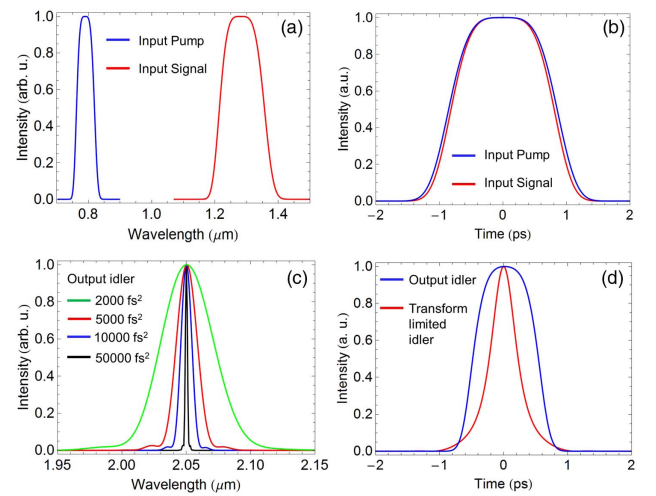 (a)
Input Pump
Input Signal
Intensity (arb. u.)
1.0
0.8
0.6
0.4
0.2
0.0
0.8
1.0
1.2
1.4
Wavelength (μm)
(b)
Input Pump
Input Signal
Intensity (a.u.)
1.0
0.8
0.6
0.4
0.2
0.0
−2
−1
0
1
2
Time (ps)
(c)
Output idler
2000 fs²
5000 fs²
10000 fs²
50000 fs²
Intensity (arb. u.)
1.0
0.8
0.6
0.4
0.2
0.0
1.95
2.00
2.05
2.10
2.15
Wavelength (μm)
(d)
Output idler
Transform
limited
idler
Intensity (a. u.)
1.0
0.8
0.6
0.4
0.2
0.0
−2
−1
0
1
2
Time (ps)